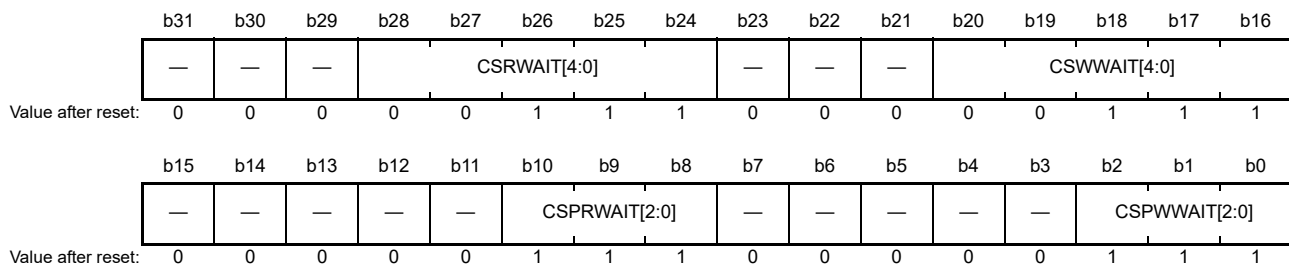 b31 b30 b29 b28 b27 b26 b25 b24 b23 b22 b21 b20 b19 b18 b17 b16
— — — CSRWAIT[4:0] — — — CSWWAIT[4:0]
Value after reset: 0 0 0 0 0 1 1 1 0 0 0 0 0 1 1 1
b15 b14 b13 b12 b11 b10 b9 b8 b7 b6 b5 b4 b3 b2 b1 b0
— — — — — CSPRWAIT[2:0] — — — — — CSPWWAIT[2:0]
Value after reset: 0 0 0 0 0 1 1 1 0 0 0 0 0 1 1 1